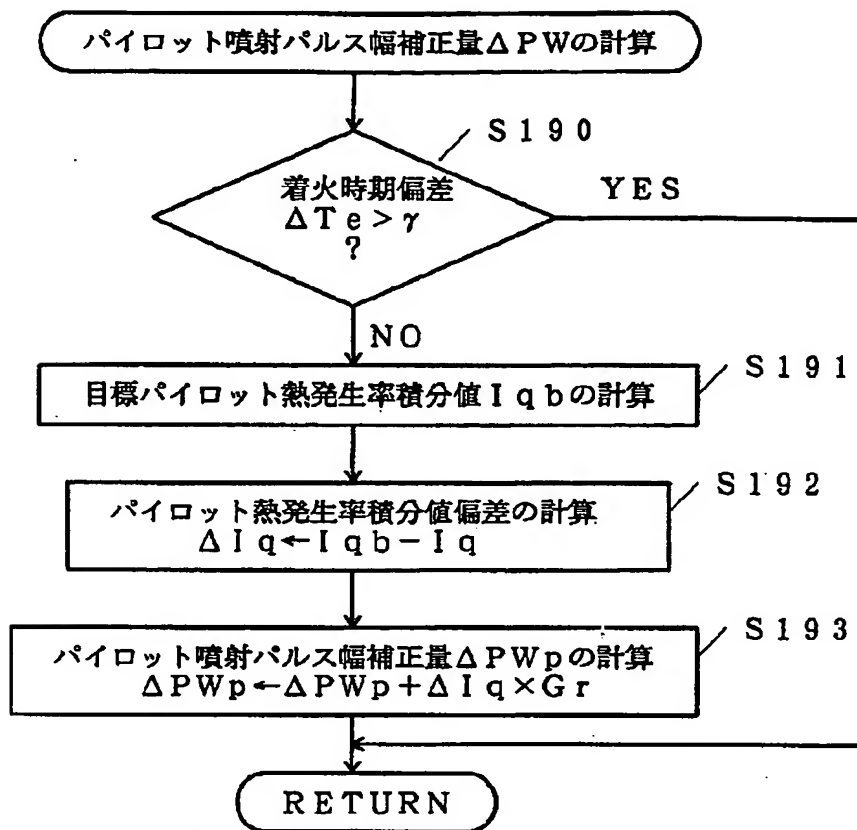 パイロット噴射パルス幅補正量ΔPWの計算
S190
着火時期偏差
ΔTe>γ
?
YES
NO
S191
目標パイロット熱発生率積分値Iqbの計算
S192
パイロット熱発生率積分値偏差の計算
ΔIq←Iqb－Iq
S193
パイロット噴射パルス幅補正量ΔPWpの計算
ΔPWp←ΔPWp＋ΔIq×Gr
RETURN